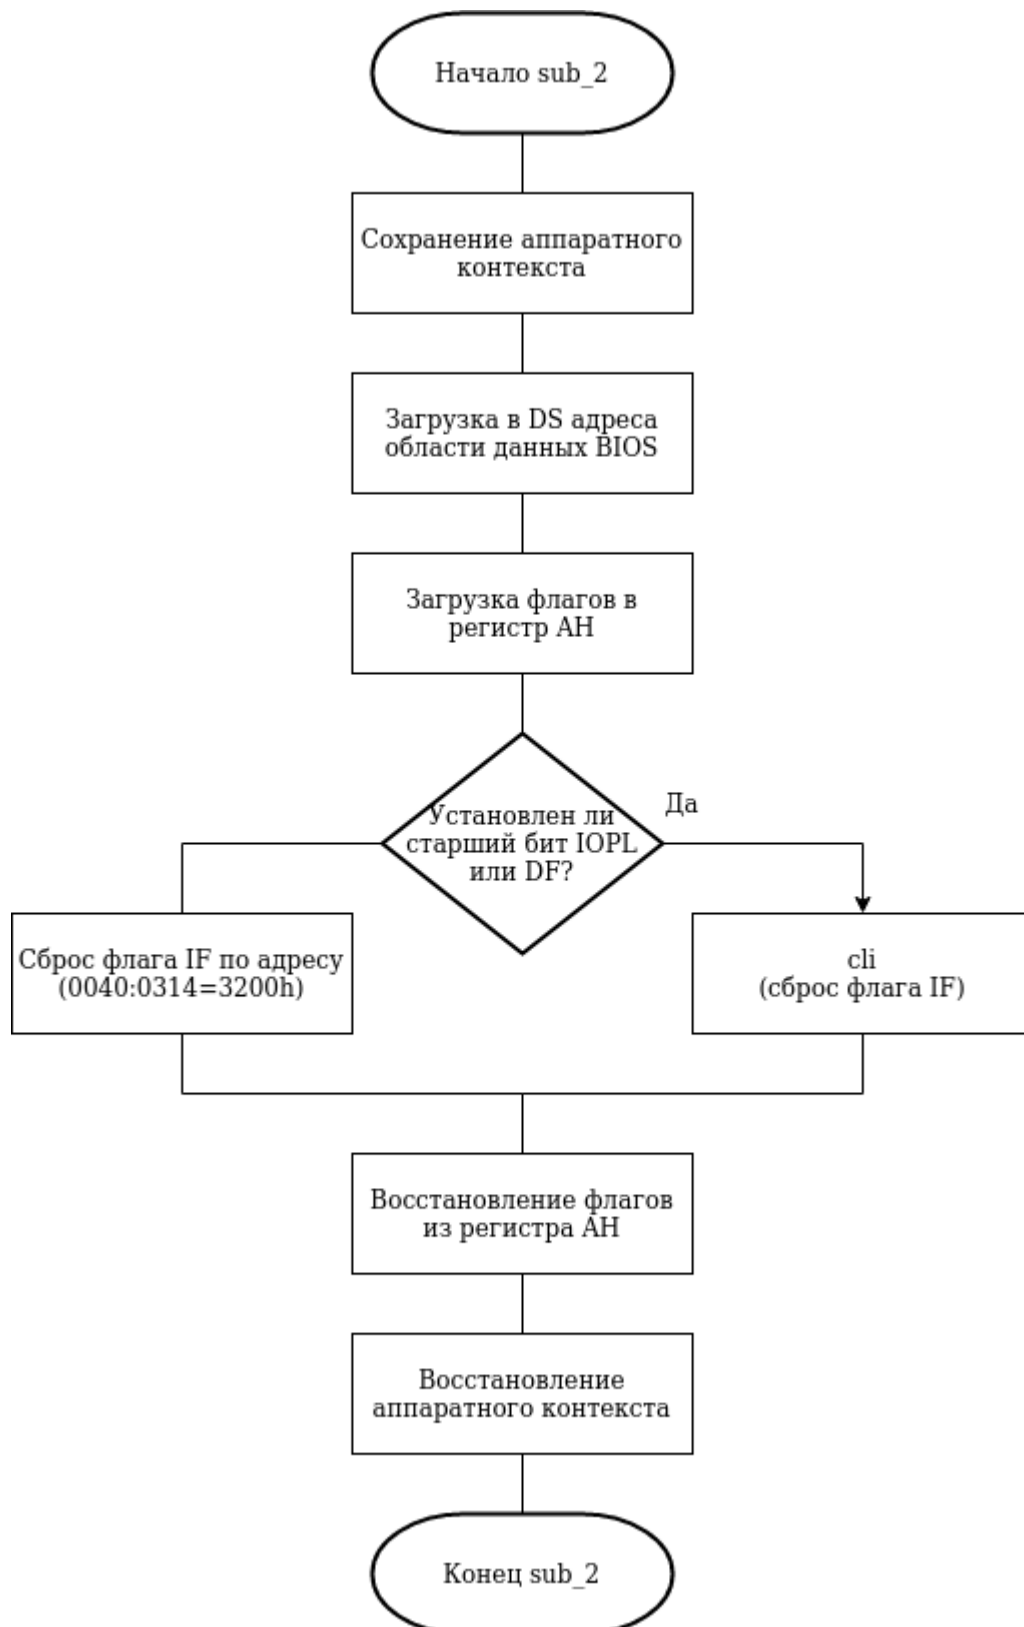 Начало sub_2
Сохранение аппаратного
контекста
Загрузка в DS адреса
области данных BIOS
Загрузка флагов в
регистр AH
Установлен ли
старший бит IOPL
или DF?
Да
Сброс флага IF по адресу
(0040:0314=3200h)
cli
(сброс флага IF)
Восстановление флагов
из регистра AH
Восстановление
аппаратного контекста
Конец sub_2